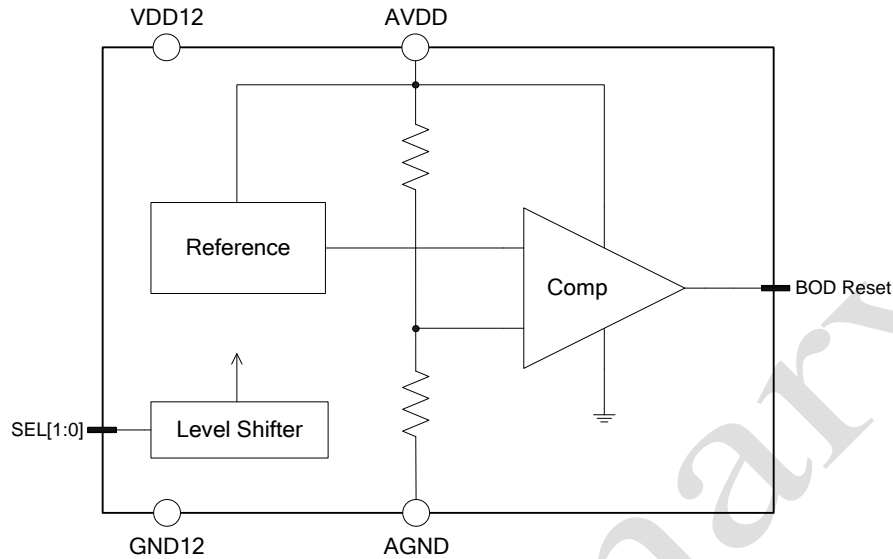 VDD12
AVDD
Reference
Comp
BOD Reset
SEL[1:0]
Level Shifter
GND12
AGND